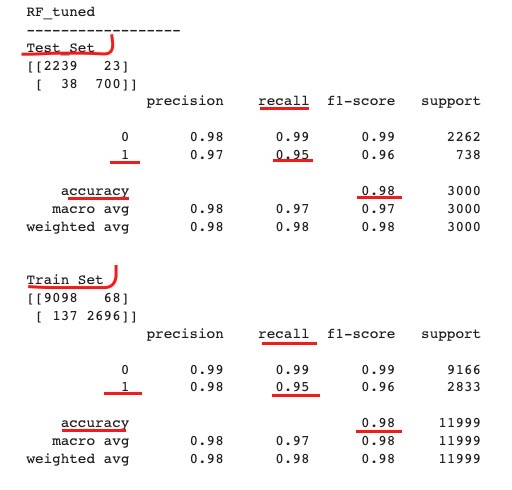 RF_tuned
------------------
Test_Set
[[2239 23]
[ 38 700]]
precision recall f1-score support
0 0.98 0.99 0.99 2262
1 0.97 0.95 0.96 738
accuracy 0.98 3000
macro avg 0.98 0.97 0.97 3000
weighted avg 0.98 0.98 0.98 3000
Train_Set
[[9098 68]
[ 137 2696]]
precision recall f1-score support
0 0.99 0.99 0.99 9166
1 0.98 0.95 0.96 2833
accuracy 0.98 11999
macro avg 0.98 0.97 0.98 11999
weighted avg 0.98 0.98 0.98 11999